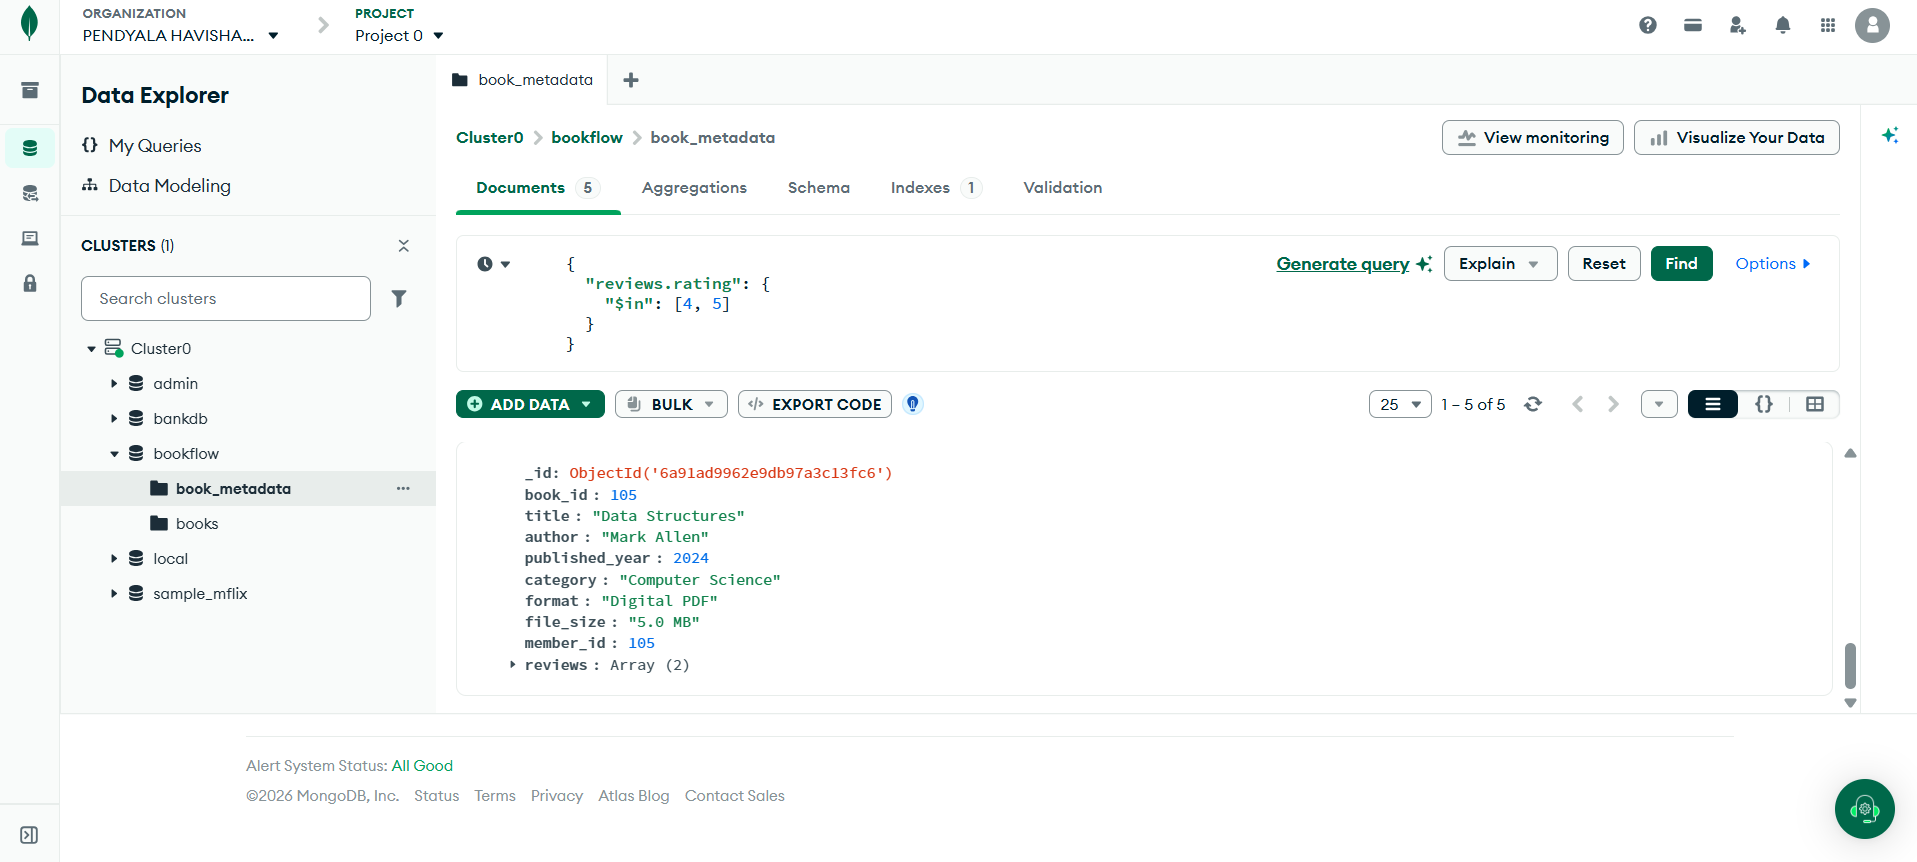 ORGANIZATION
PENDYALA HAVISHA...
PROJECT
Project 0
Data Explorer
My Queries
Data Modeling
CLUSTERS (1)
Search clusters
Cluster0
admin
bankdb
bookflow
book_metadata
books
local
sample_mflix
book_metadata
Cluster0 > bookflow > book_metadata
View monitoring
Visualize Your Data
Documents 5 Aggregations Schema Indexes 1 Validation
{
"reviews.rating": {
"$in": [4, 5]
}
}
Generate query Explain Reset Find Options
ADD DATA BULK EXPORT CODE
25 1 – 5 of 5
_id: ObjectId('6a91ad9962e9db97a3c13fc6')
book_id : 105
title : "Data Structures"
author : "Mark Allen"
published_year : 2024
category : "Computer Science"
format : "Digital PDF"
file_size : "5.0 MB"
member_id : 105
reviews : Array (2)
Alert System Status: All Good
©2026 MongoDB, Inc. Status Terms Privacy Atlas Blog Contact Sales